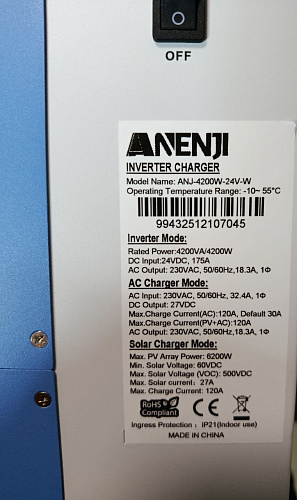 OFF
ANENJI
INVERTER CHARGER
Model Name: ANJ-4200W-24V-W
Operating Temperature Range: -10~ 55°C
99432512107045
Inverter Mode:
Rated Power:4200VA/4200W
DC Input:24VDC, 175A
AC Output: 230VAC, 50/60Hz,18.3A, 1Φ
AC Charger Mode:
AC Input: 230VAC, 50/60Hz, 32.4A, 1Φ
DC Output: 27VDC
Max.Charge Current(AC):120A, Default 30A
Max.Charge Current(PV+AC):120A
AC Output: 230VAC, 50/60Hz,18.3A, 1Φ
Solar Charger Mode:
Max. PV Array Power: 6200W
Min. Solar Voltage: 60VDC
Max. Solar Voltage (VOC): 500VDC
Max. Solar current: 27A
Max. Charge Current: 120A
RoHS
Compliant
CE
Ingress Protection : IP21(Indoor use)
MADE IN CHINA